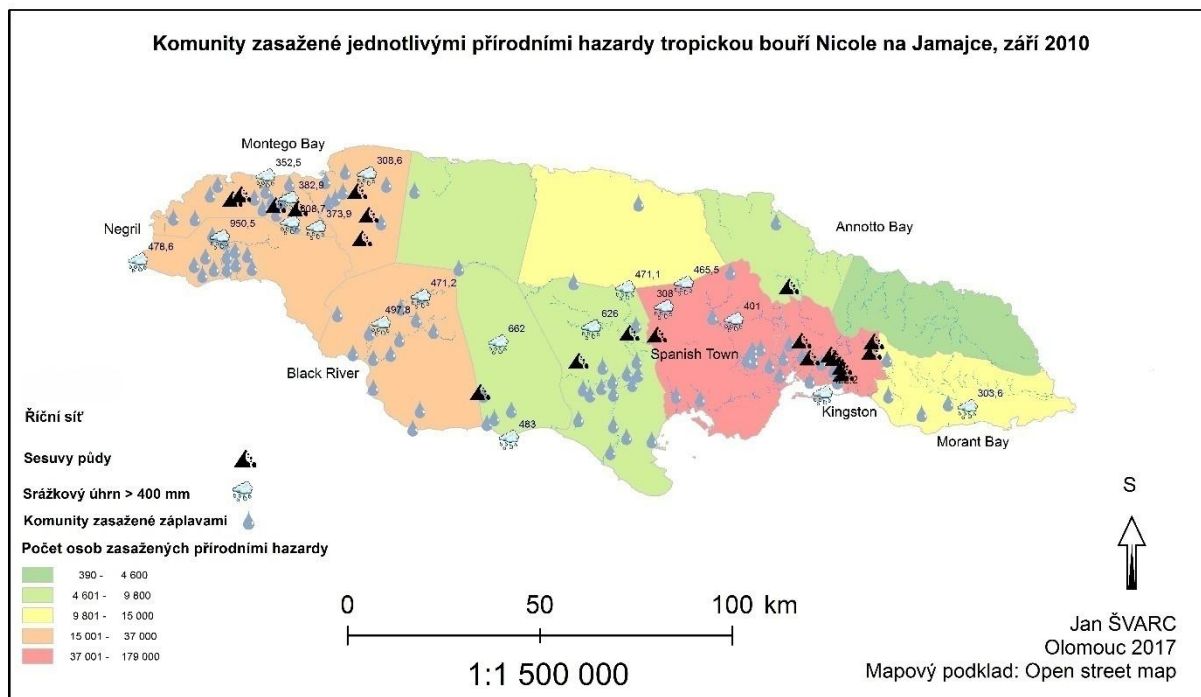 Komunity zasažené jednotlivými přírodními hazardy tropickou bouří Nicole na Jamajce, září 2010
Montego Bay
352,5
308,6
382,9
308,7
373,9
Negril
950,5
478,6
Annotto Bay
471,2
497,8
471,1
465,5
308
401
626
662
Spanish Town
Black River
Kingston
303,6
483
Morant Bay
Říční síť
Sesuvy půdy
Srážkový úhrn > 400 mm
Komunity zasažené záplavami
Počet osob zasažených přírodními hazardy
390 - 4 600
4 601 - 9 800
9 801 - 15 000
15 001 - 37 000
37 001 - 179 000
0 50 100 km
1:1 500 000
S
Jan ŠVARC
Olomouc 2017
Mapový podklad: Open street map